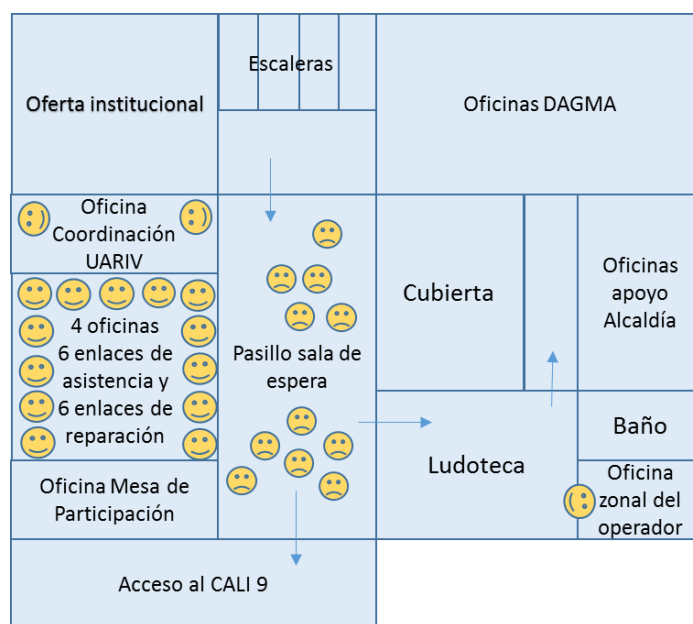 Escaleras
Oferta institucional
Oficinas DAGMA
Oficina
Coordinación
UARIV
Cubierta
Oficinas
apoyo
Alcaldía
4 oficinas
6 enlaces de
asistencia y
6 enlaces de
reparación
Pasillo sala de
espera
Baño
Ludoteca
Oficina
zonal del
operador
Oficina Mesa de
Participación
Acceso al CALI 9